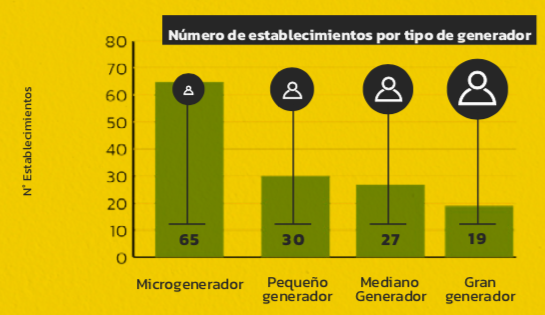 Número de establecimientos por tipo de generador
N° Establecimientos
80
70
60
50
40
30
20
10
0
65
30
27
19
Microgenerador
Pequeño
generador
Mediano
Generador
Gran
generador